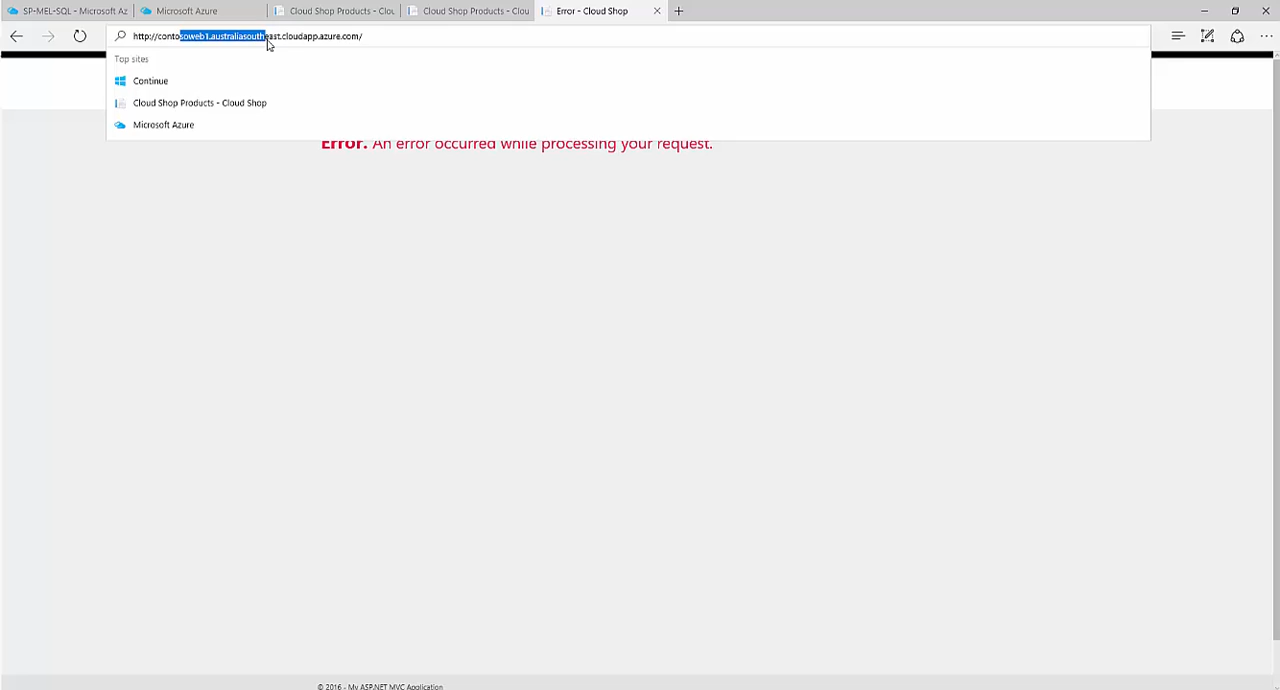 SP-MEL-SQL - Microsoft Az
Microsoft Azure
Cloud Shop Products - Clou
Cloud Shop Products - Clou
Error - Cloud Shop
http://contosoweb1.australiasoutheast.cloudapp.azure.com/
Top sites
Continue
Cloud Shop Products - Cloud Shop
Microsoft Azure
Error. An error occurred while processing your request.
© 2016 - My ASP.NET MVC Application